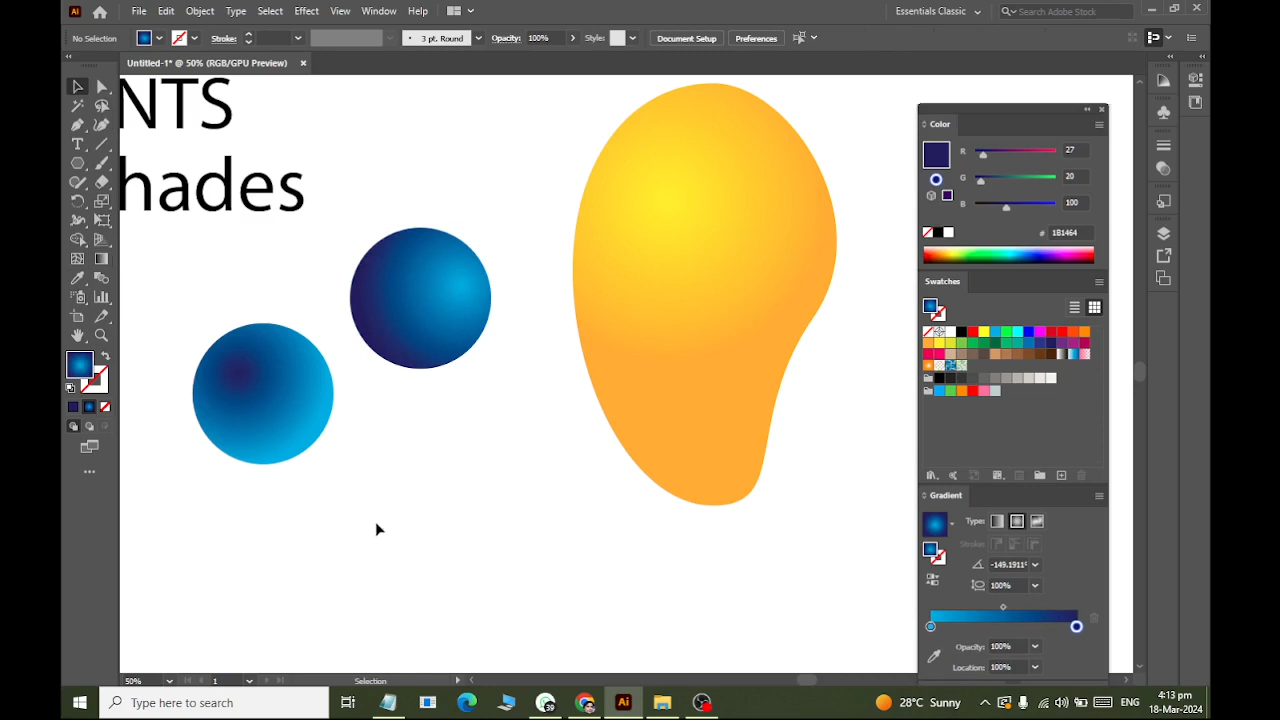 Ai File Edit Object Type Select Effect View Window Help Essentials Classic Search Adobe Stock
No Selection Stroke: 3 pt. Round Opacity: 100% Style: Document Setup Preferences
Untitled-1* @ 50% (RGB/GPU Preview)
NTS
hades
Color
R 27
G 20
B 100
# 1B1464
Swatches
Gradient
Type:
Stroke:
-149.1911°
100%
Opacity: 100%
Location: 100%
50% 1 Selection
Type here to search
Ai
28°C Sunny
ENG
4:13 pm
18-Mar-2024